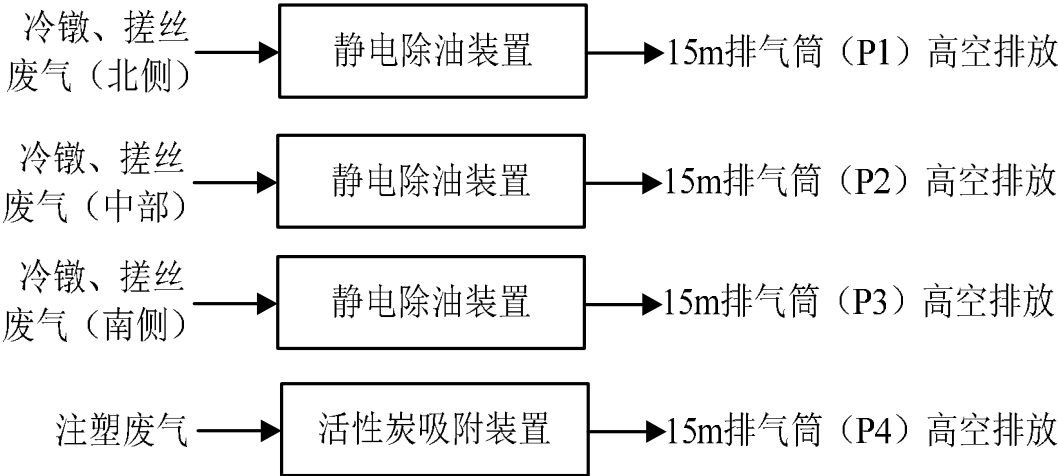 冷镦、搓丝
废气（北侧）
静电除油装置
15m排气筒（P1）高空排放
冷镦、搓丝
废气（中部）
静电除油装置
15m排气筒（P2）高空排放
冷镦、搓丝
废气（南侧）
静电除油装置
15m排气筒（P3）高空排放
注塑废气
活性炭吸附装置
15m排气筒（P4）高空排放